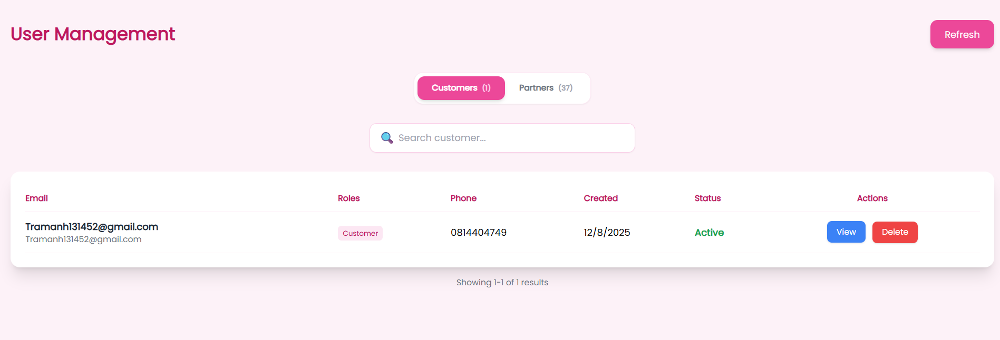 User Management
Refresh
Customers (1) Partners (37)
Search customer...
Email Roles Phone Created Status Actions
Tramanh131452@gmail.com
Tramanh131452@gmail.com
Customer 0814404749 12/8/2025 Active View Delete
Showing 1-1 of 1 results